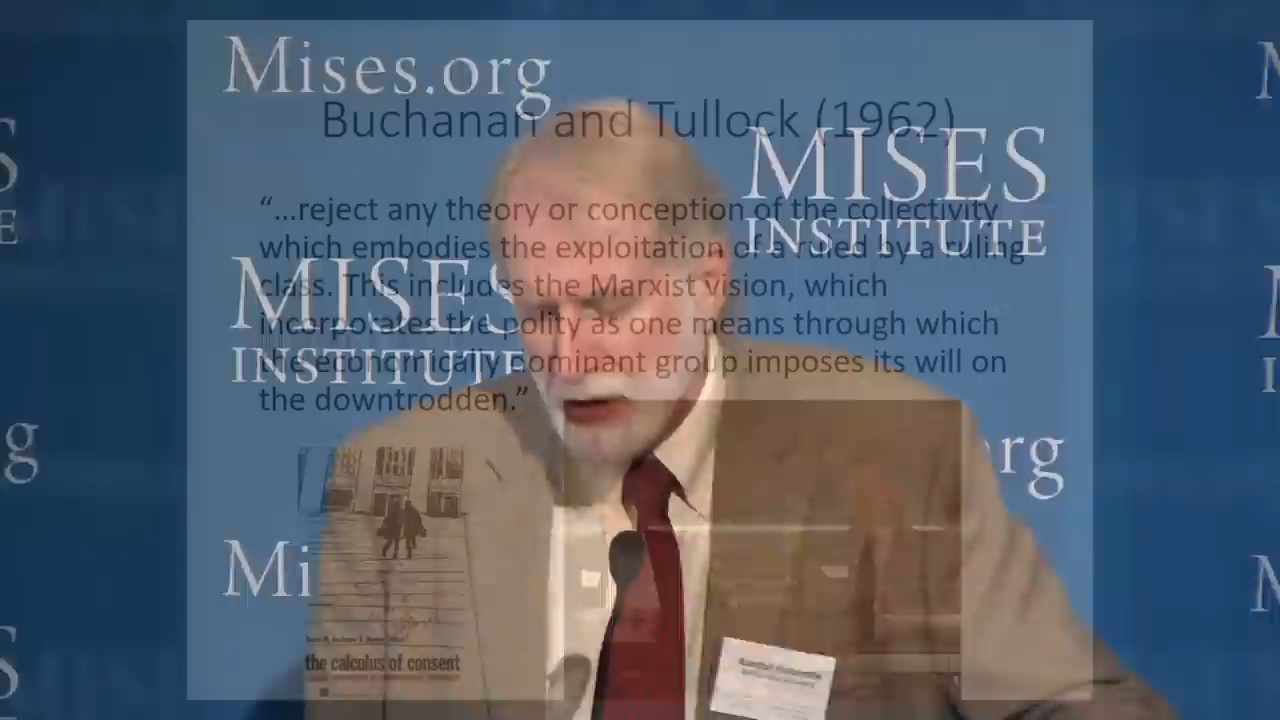 Mises.org
Buchanan and Tullock (1962)
MISES
INSTITUTE
“...reject any theory or conception of the collectivity
which embodies the exploitation of a ruled by a ruling
class. This includes the Marxist vision, which
incorporates the polity as one means through which
the economically dominant group imposes its will on
the downtrodden.”
MISES
INSTITUTE
S
E
g
org
Mi
the calculus of consent
S
M
M
I
M